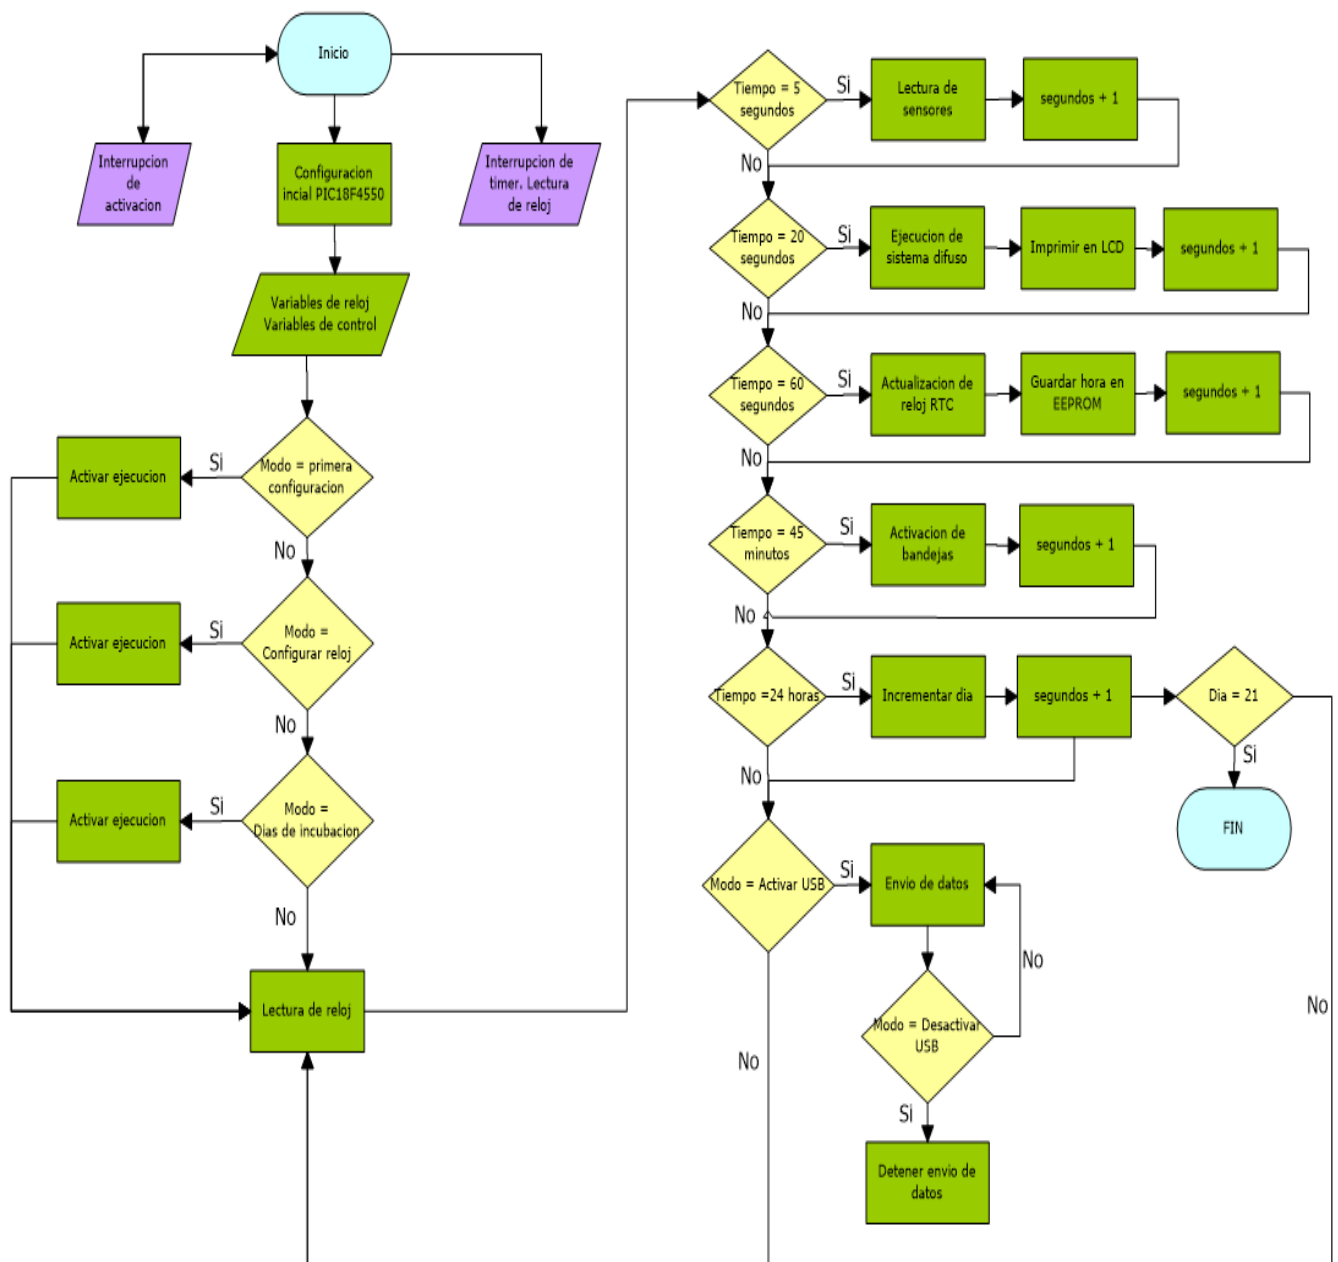 Inicio
Interrupcion
de
activacion
Configuracion
incial PIC18F4550
Interrupcion de
timer. Lectura
de reloj
Variables de reloj
Variables de control
Modo = primera
configuracion
Si
Activar ejecucion
No
Modo =
Configurar reloj
Si
Activar ejecucion
No
Modo =
Dias de incubacion
Si
Activar ejecucion
No
Lectura de reloj
Tiempo = 5
segundos
Si
Lectura de
sensores
segundos + 1
No
Tiempo = 20
segundos
Si
Ejecucion de
sistema difuso
Imprimir en LCD
segundos + 1
No
Tiempo = 60
segundos
Si
Actualizacion de
reloj RTC
Guardar hora en
EEPROM
segundos + 1
No
Tiempo = 45
minutos
Si
Activacion de
bandejas
segundos + 1
No
Tiempo =24 horas
Si
Incrementar dia
segundos + 1
Dia = 21
Si
FIN
No
No
Modo = Activar USB
Si
Envio de datos
No
Modo = Desactivar
USB
No
Si
Detener envio de
datos